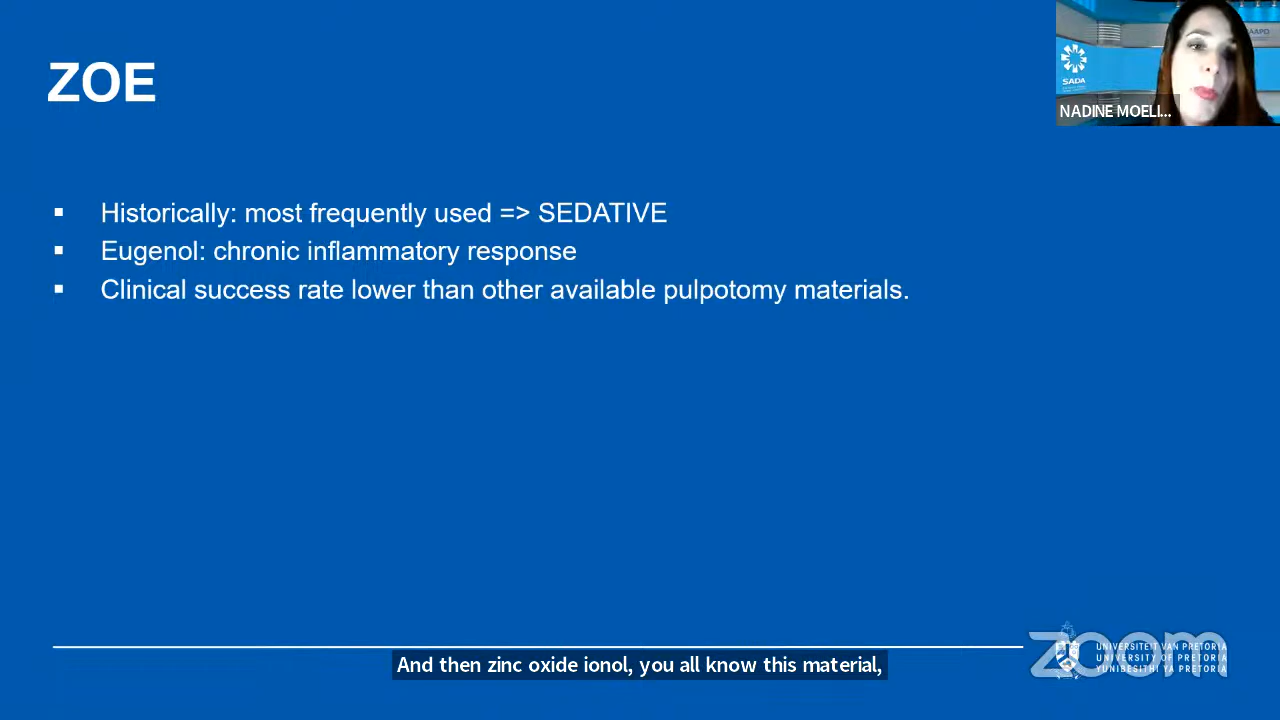 ZOE
SADA
NADINE MOELI...
Historically: most frequently used => SEDATIVE
Eugenol: chronic inflammatory response
Clinical success rate lower than other available pulpotomy materials.
zoom
UNIVERSITEIT VAN PRETORIA
UNIVERSITY OF PRETORIA
YUNIBESITHI YA PRETORIA
And then zinc oxide ionol, you all know this material,